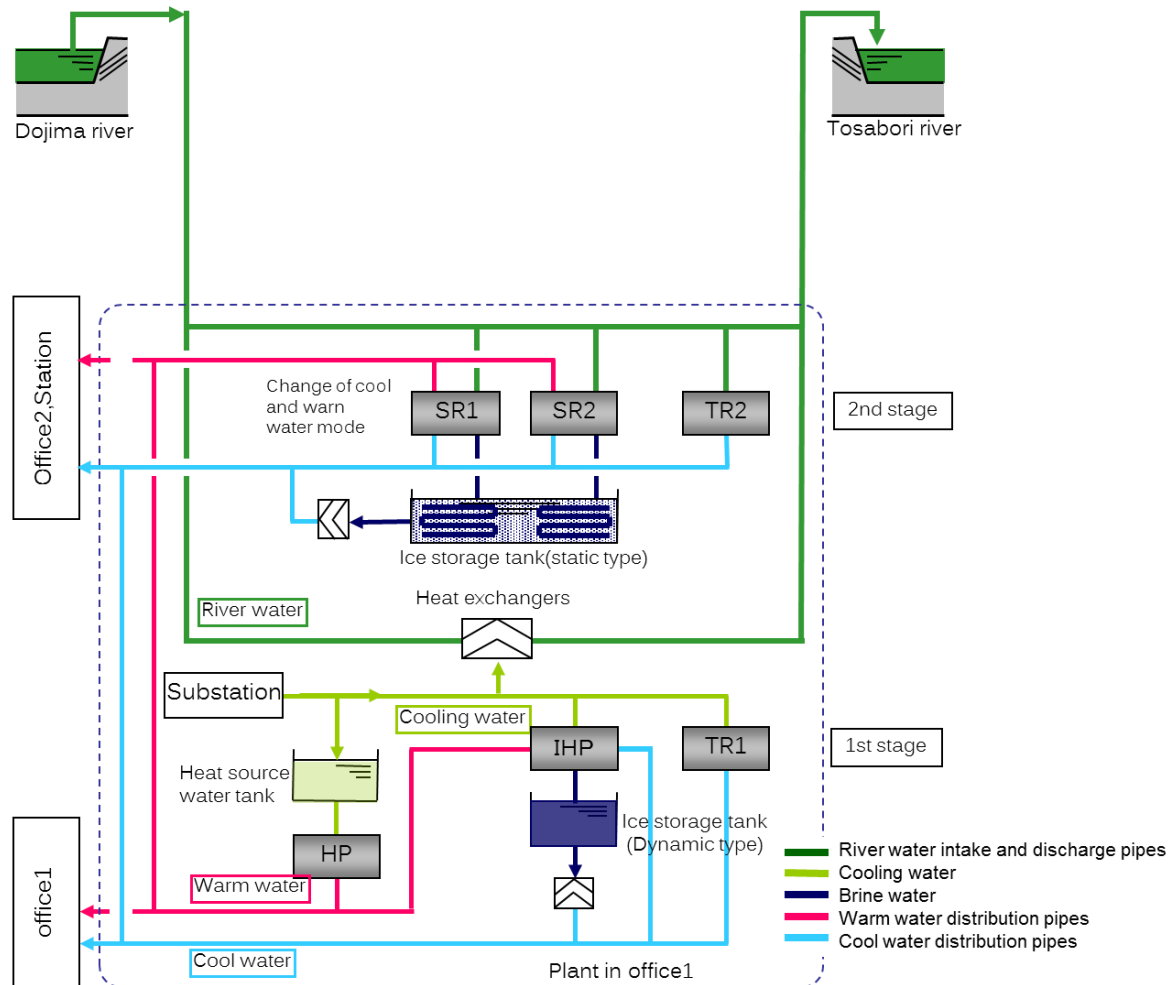 Dojima river
Tosabori river
Office2,Station
Change of cool
and warn
water mode
SR1
SR2
TR2
2nd stage
Ice storage tank(static type)
Heat exchangers
River water
Substation
Cooling water
IHP
TR1
1st stage
Heat source
water tank
Ice storage tank
(Dynamic type)
HP
Warm water
office1
Cool water
Plant in office1
River water intake and discharge pipes
Cooling water
Brine water
Warm water distribution pipes
Cool water distribution pipes